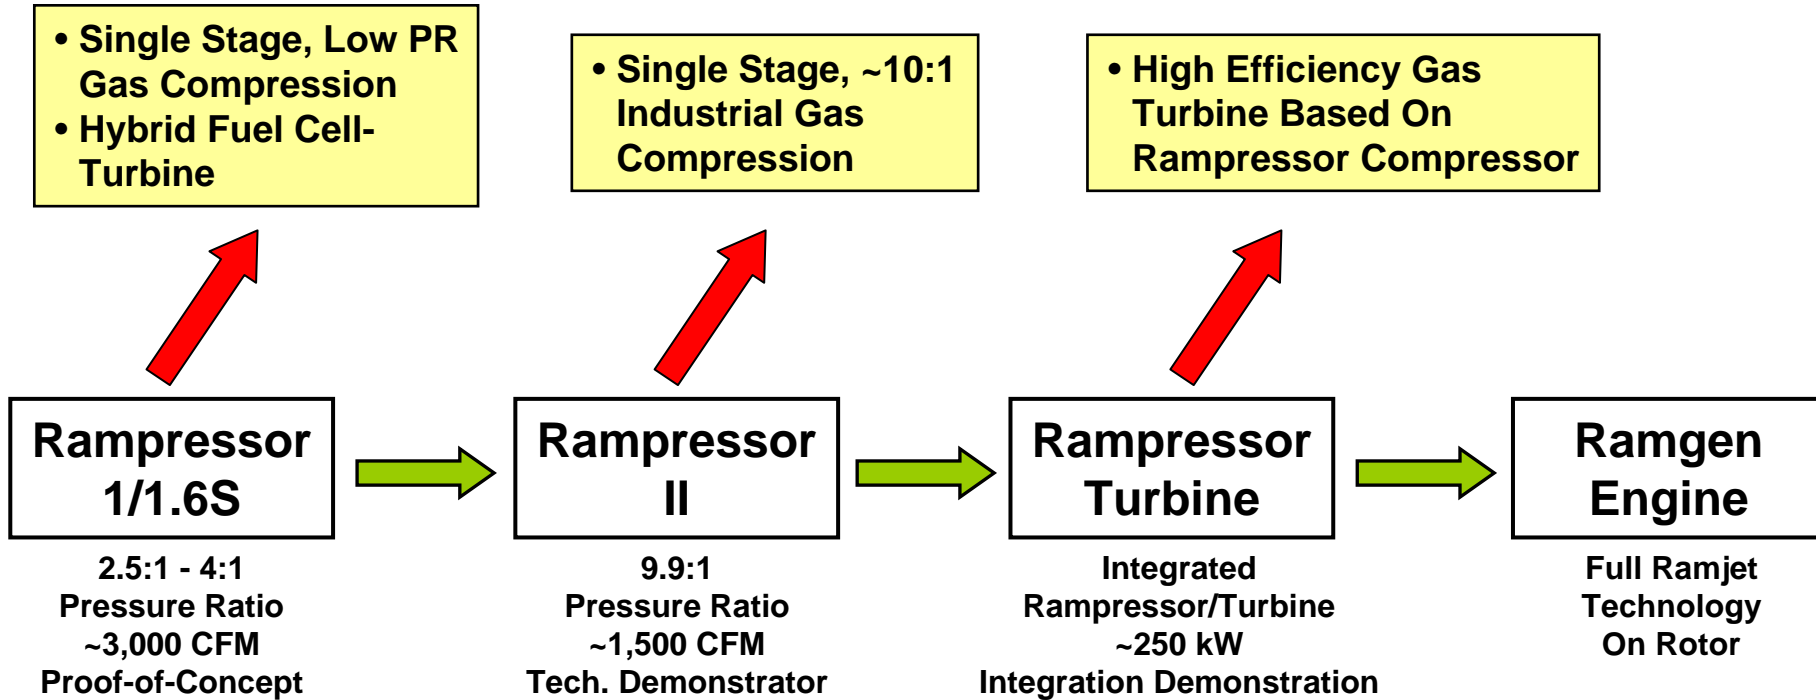 • Single Stage, Low PR
Gas Compression
• Hybrid Fuel Cell-
Turbine
• Single Stage, ~10:1
Industrial Gas
Compression
• High Efficiency Gas
Turbine Based On
Rampressor Compressor
Rampressor
1/1.6S
Rampressor
II
Rampressor
Turbine
Ramgen
Engine
2.5:1 - 4:1
Pressure Ratio
~3,000 CFM
Proof-of-Concept
9.9:1
Pressure Ratio
~1,500 CFM
Tech. Demonstrator
Integrated
Rampressor/Turbine
~250 kW
Integration Demonstration
Full Ramjet
Technology
On Rotor